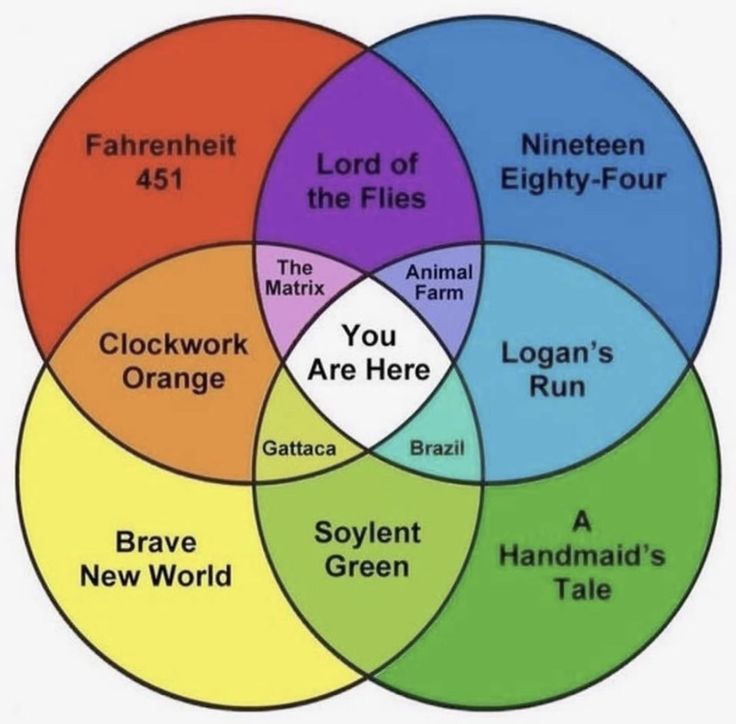 Fahrenheit
451
Lord of
the Flies
Nineteen
Eighty-Four
The
Matrix
Animal
Farm
Clockwork
Orange
You
Are Here
Logan's
Run
Gattaca
Brazil
Brave
New World
Soylent
Green
A
Handmaid's
Tale